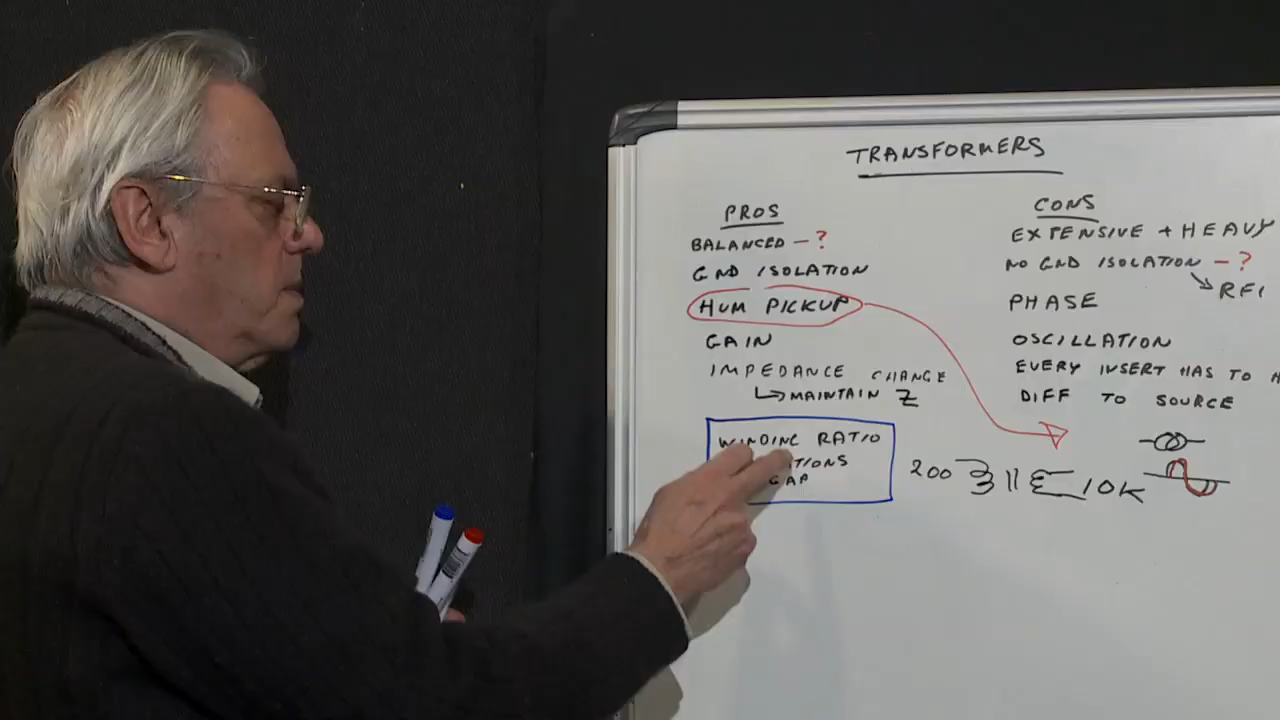 TRANSFORMERS
PROS
BALANCED - ?
GND ISOLATION
HUM PICKUP
GAIN
IMPEDANCE CHANGE
MAINTAIN Z
WINDING RATIO
GAP
200
10K
CONS
EXPENSIVE + HEAVY
NO GND ISOLATION - ?
RFI
PHASE
OSCILLATION
EVERY INSERT HAS TO
DIFF TO SOURCE